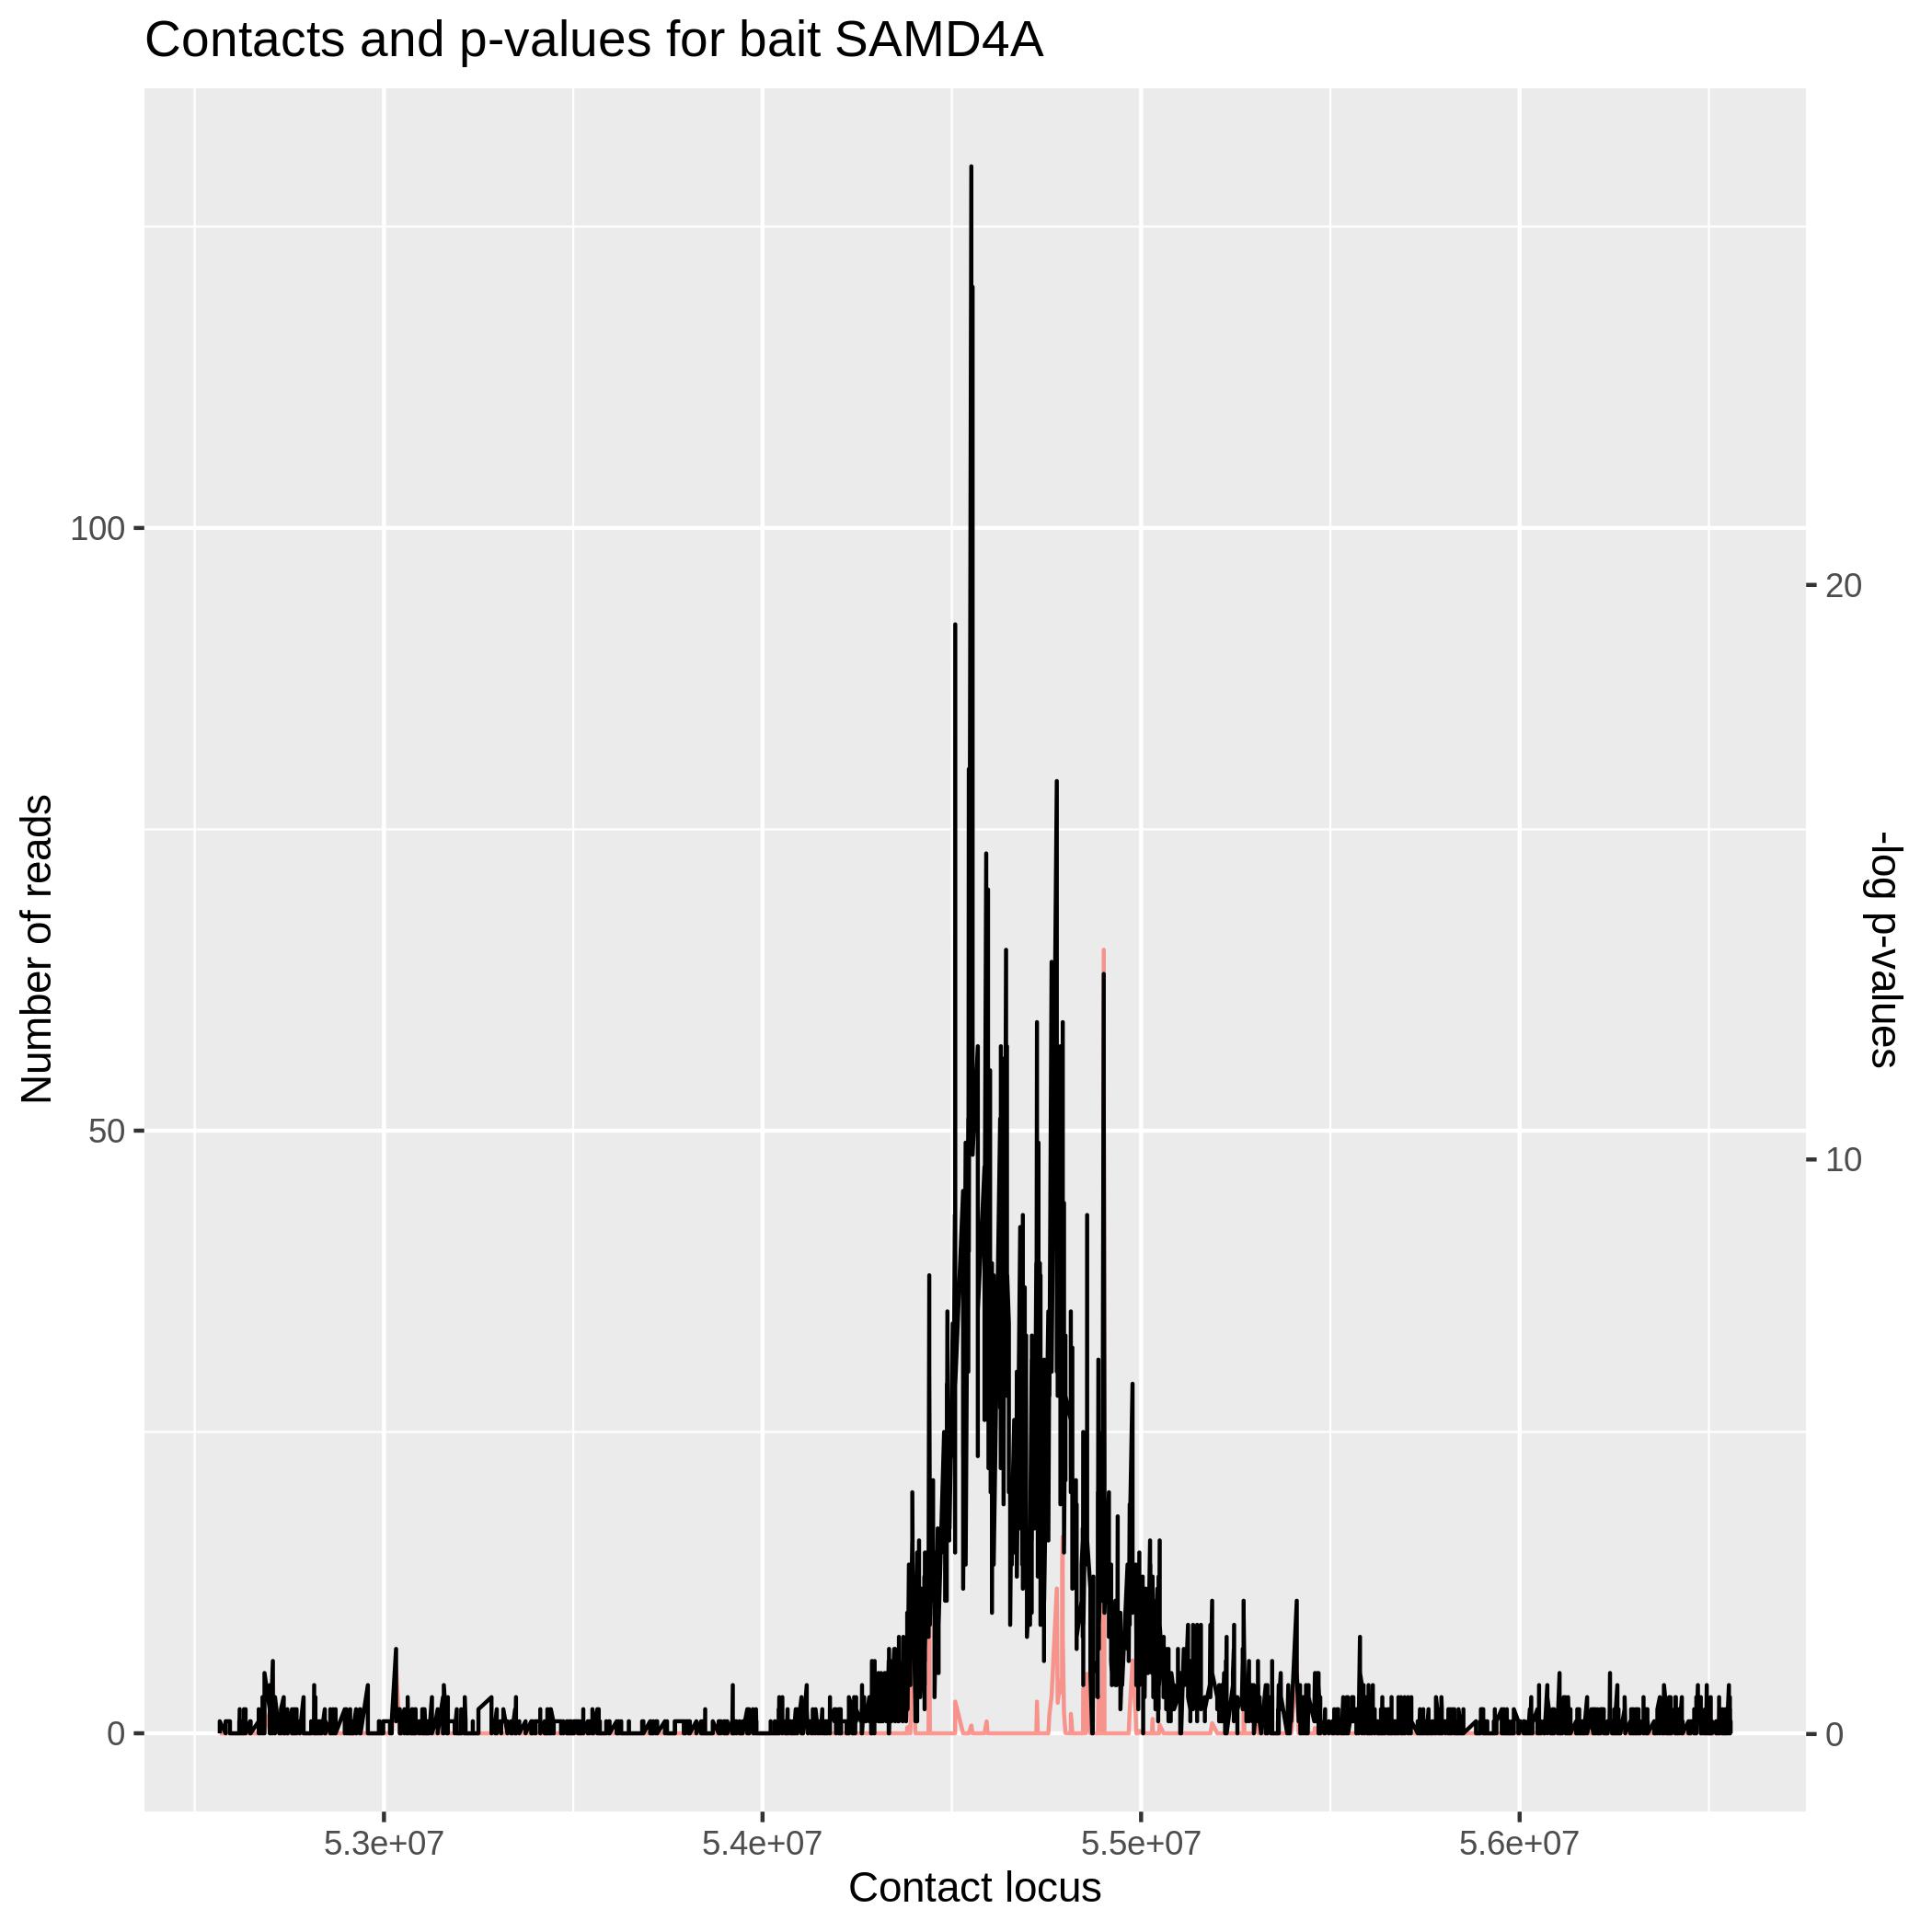 Contacts and p-values for bait SAMD4A
100
50
0
Number of reads
20
10
0
-log p-values
5.3e+07
5.4e+07
5.5e+07
5.6e+07
Contact locus